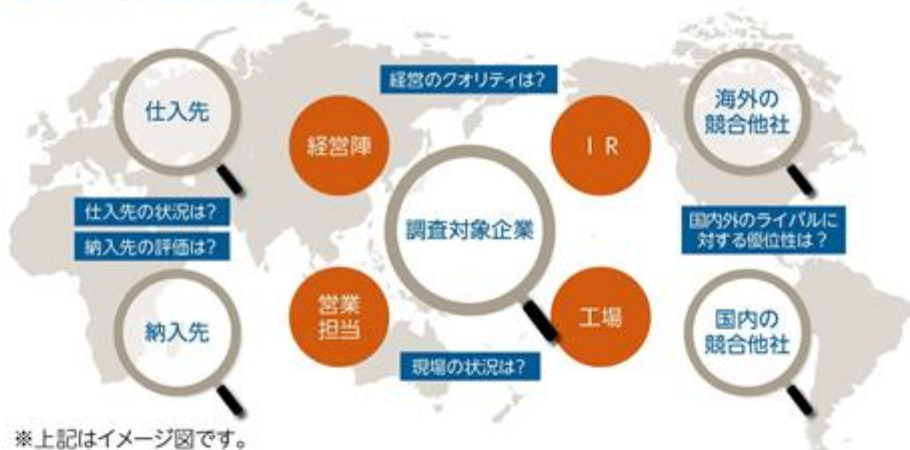 経営のクオリティは?
仕入先
経営陣
IR
海外の
競合他社
仕入先の状況は?
納入先の評価は?
調査対象企業
国内外のライバルに
対する優位性は?
納入先
営業
担当
工場
国内の
競合他社
現場の状況は?
※上記はイメージ図です。